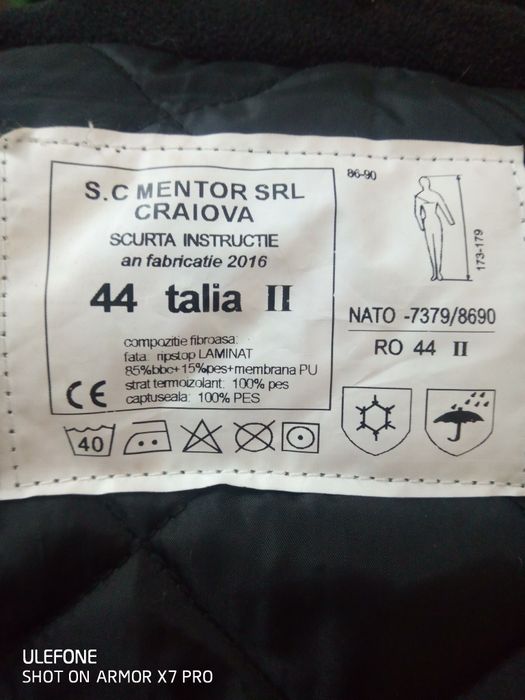 S.C MENTOR SRL
CRAIOVA
SCURTA INSTRUCTIE
an fabricatie 2016
44 talia II
compozitie fibroasa:
fata: ripstop LAMINAT
85%bbc+15%pes+membrana PU
strat termoizolant: 100% pes
captuseala: 100% PES
CE
40
86-90
173-179
NATO -7379/8690
RO 44 II
ULEFONE
SHOT ON ARMOR X7 PRO